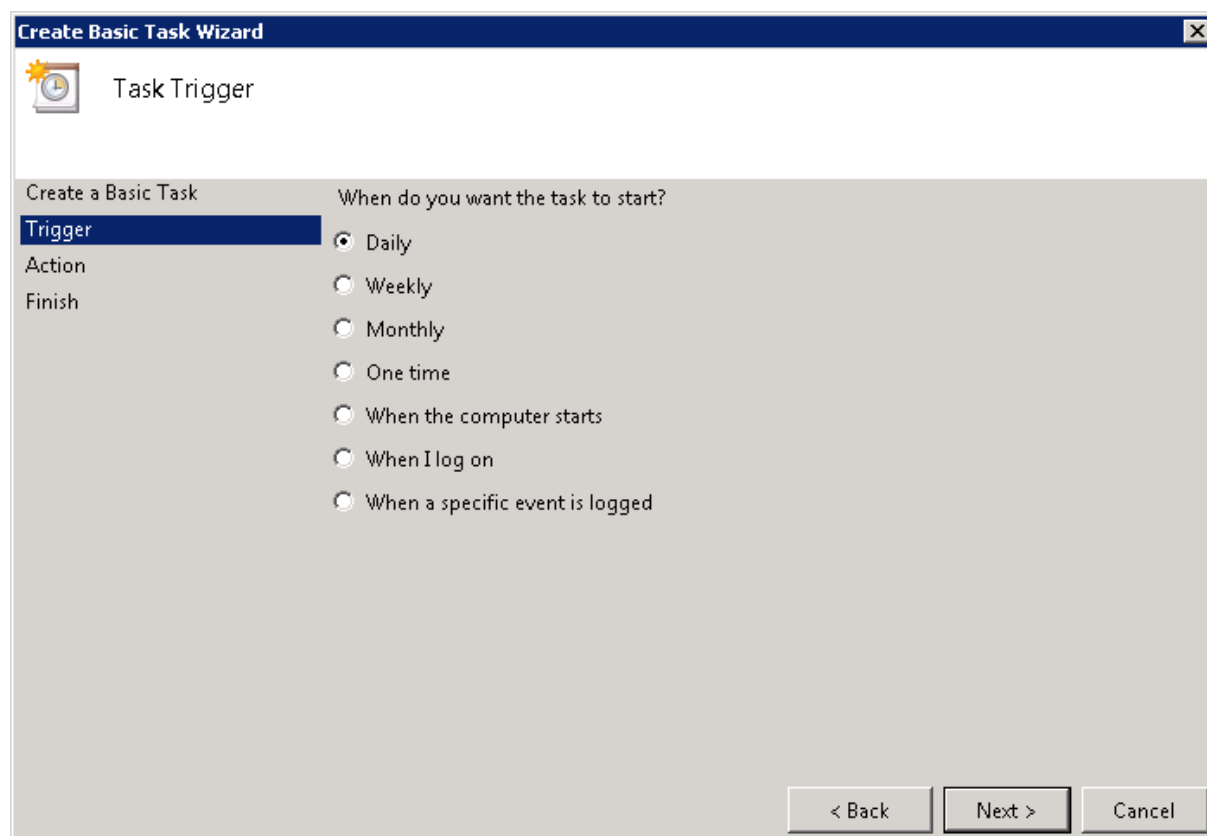 Create Basic Task Wizard
Task Trigger
Create a Basic Task
Trigger
Action
Finish
When do you want the task to start?
Daily
Weekly
Monthly
One time
When the computer starts
When I log on
When a specific event is logged
< Back
Next >
Cancel